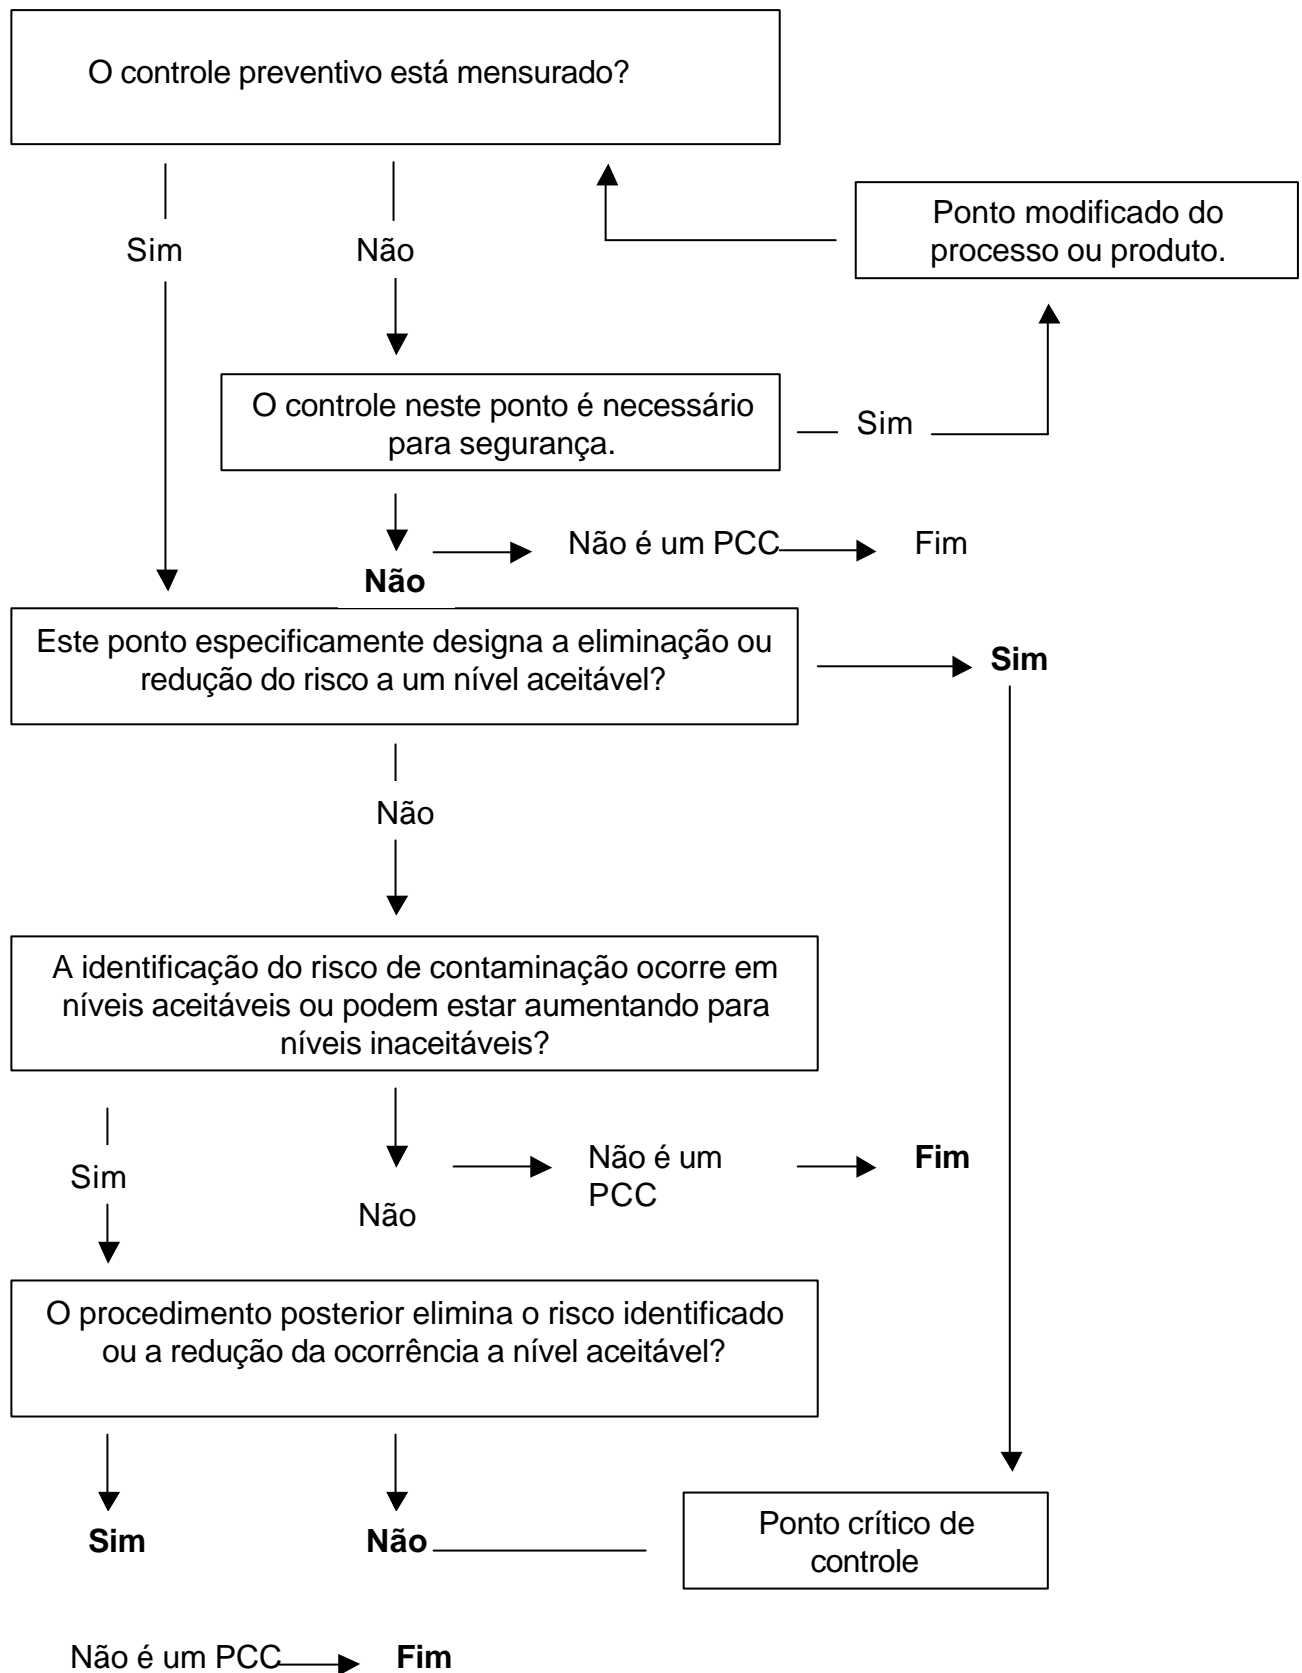 O controle preventivo está mensurado?
Ponto modificado do
processo ou produto.
Sim
Não
O controle neste ponto é necessário
para segurança.
Sim
Não é um PCC
Fim
Não
Este ponto especificamente designa a eliminação ou
redução do risco a um nível aceitável?
Sim
Não
A identificação do risco de contaminação ocorre em
níveis aceitáveis ou podem estar aumentando para
níveis inaceitáveis?
Sim
Não
Não é um
PCC
Fim
O procedimento posterior elimina o risco identificado
ou a redução da ocorrência a nível aceitável?
Sim
Não
Ponto crítico de
controle
Não é um PCC
Fim